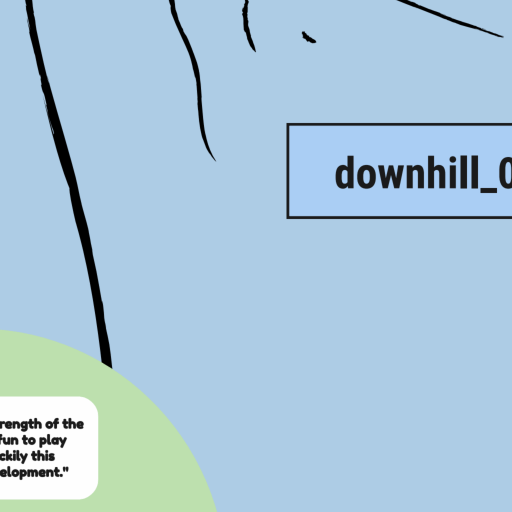 downhill_0
rength of the
fun to play
ckily this
elopment."